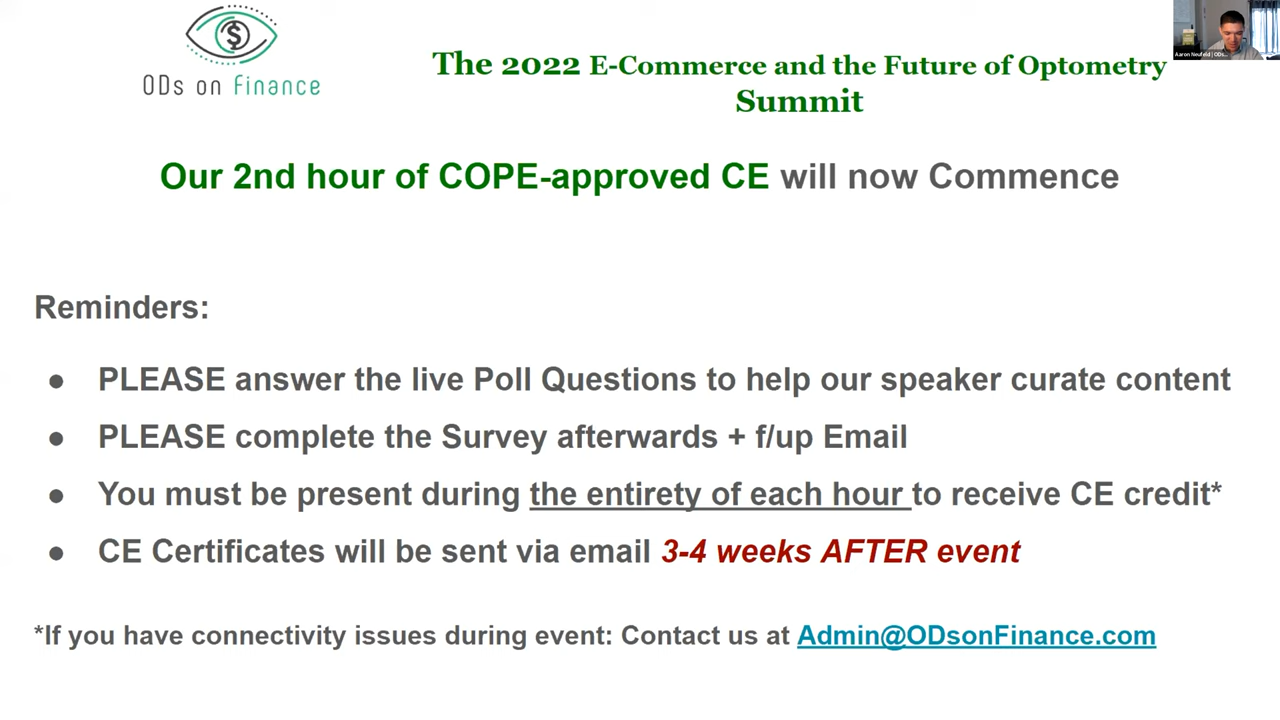 ODs on Finance
The 2022 E-Commerce and the Future of Optometry
Summit
Aaron Neufeld | ODs...
Our 2nd hour of COPE-approved CE will now Commence
Reminders:
● PLEASE answer the live Poll Questions to help our speaker curate content
● PLEASE complete the Survey afterwards + f/up Email
● You must be present during the entirety of each hour to receive CE credit*
● CE Certificates will be sent via email 3-4 weeks AFTER event
*If you have connectivity issues during event: Contact us at Admin@ODsonFinance.com